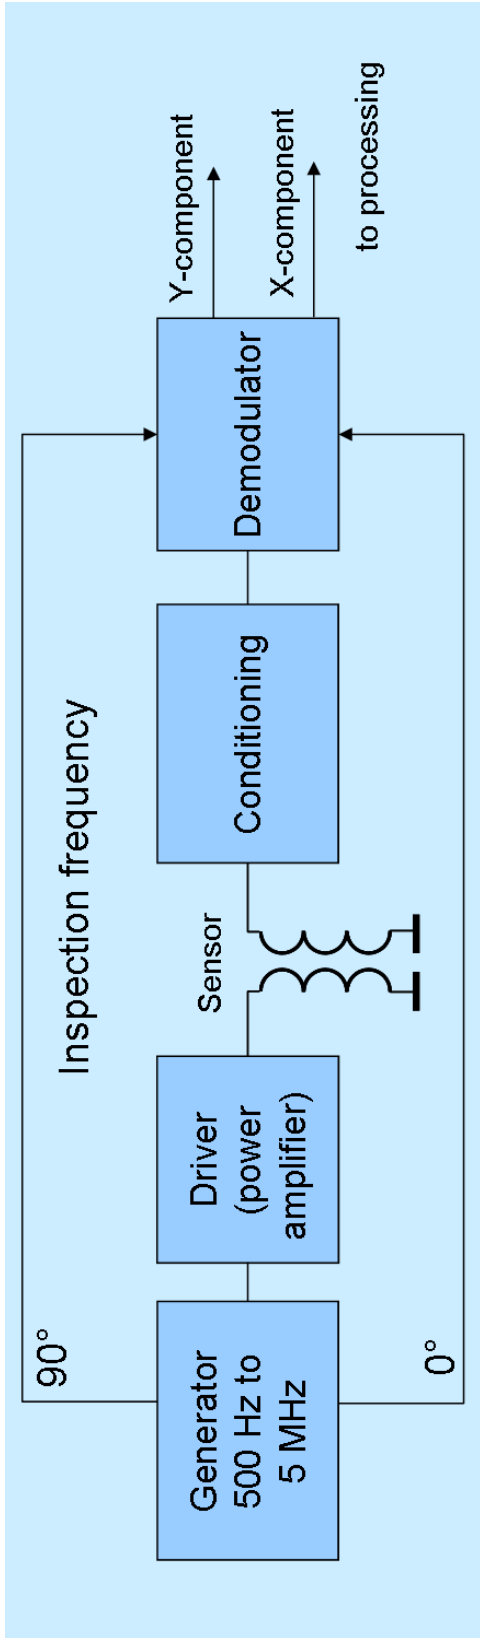 Inspection frequency
90°
Generator
500 Hz to
5 MHz
0°
Driver
(power
amplifier)
Sensor
Conditioning
Demodulator
Y-component
X-component
to processing